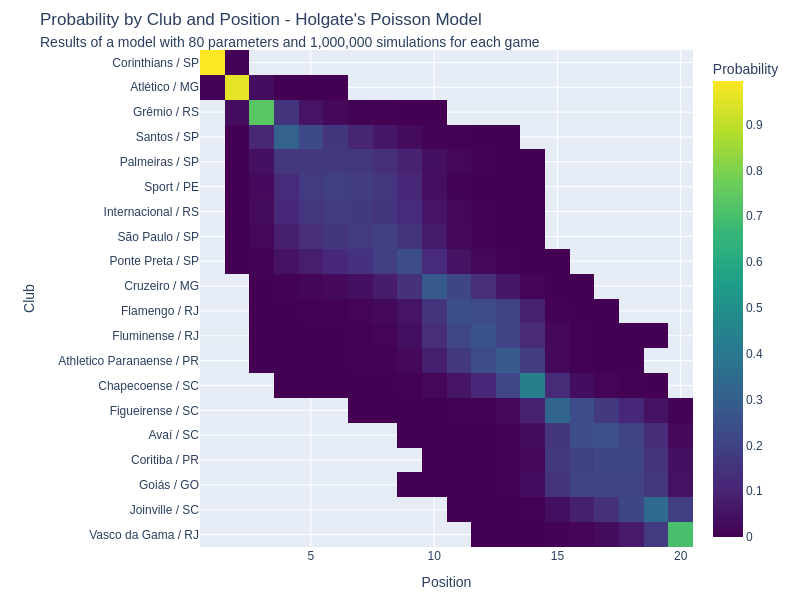 Probability by Club and Position - Holgate's Poisson Model
Results of a model with 80 parameters and 1,000,000 simulations for each game
Probability
Corinthians / SP
Atlético / MG
Grêmio / RS
Santos / SP
Palmeiras / SP
Sport / PE
Internacional / RS
São Paulo / SP
Ponte Preta / SP
Cruzeiro / MG
Flamengo / RJ
Fluminense / RJ
Athletico Paranaense / PR
Chapecoense / SC
Figueirense / SC
Avaí / SC
Coritiba / PR
Goiás / GO
Joinville / SC
Vasco da Gama / RJ
Club
5
10
15
20
Position
0.9
0.8
0.7
0.6
0.5
0.4
0.3
0.2
0.1
0